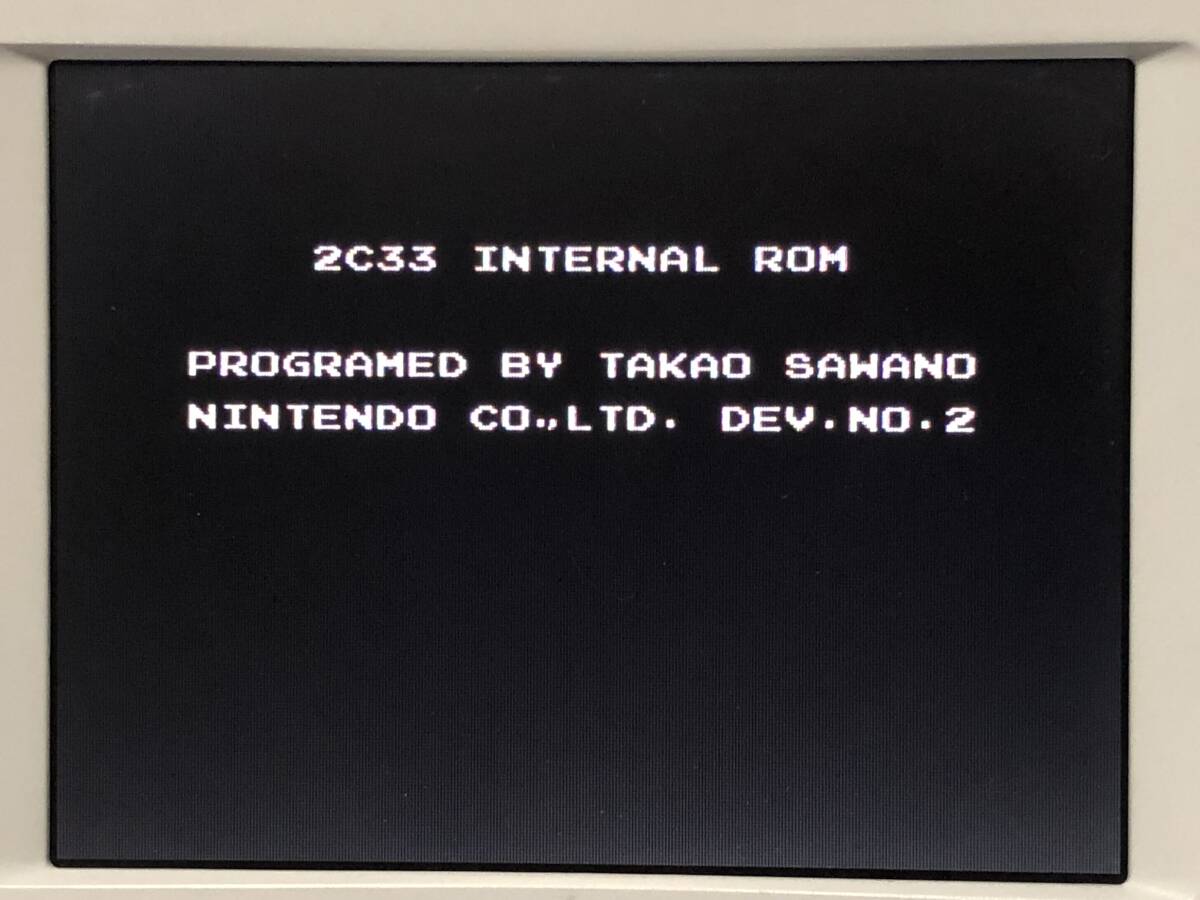 2C33 INTERNAL ROM
PROGRAMED BY TAKAO SAWANO
NINTENDO CO.,LTD. DEV.NO.2